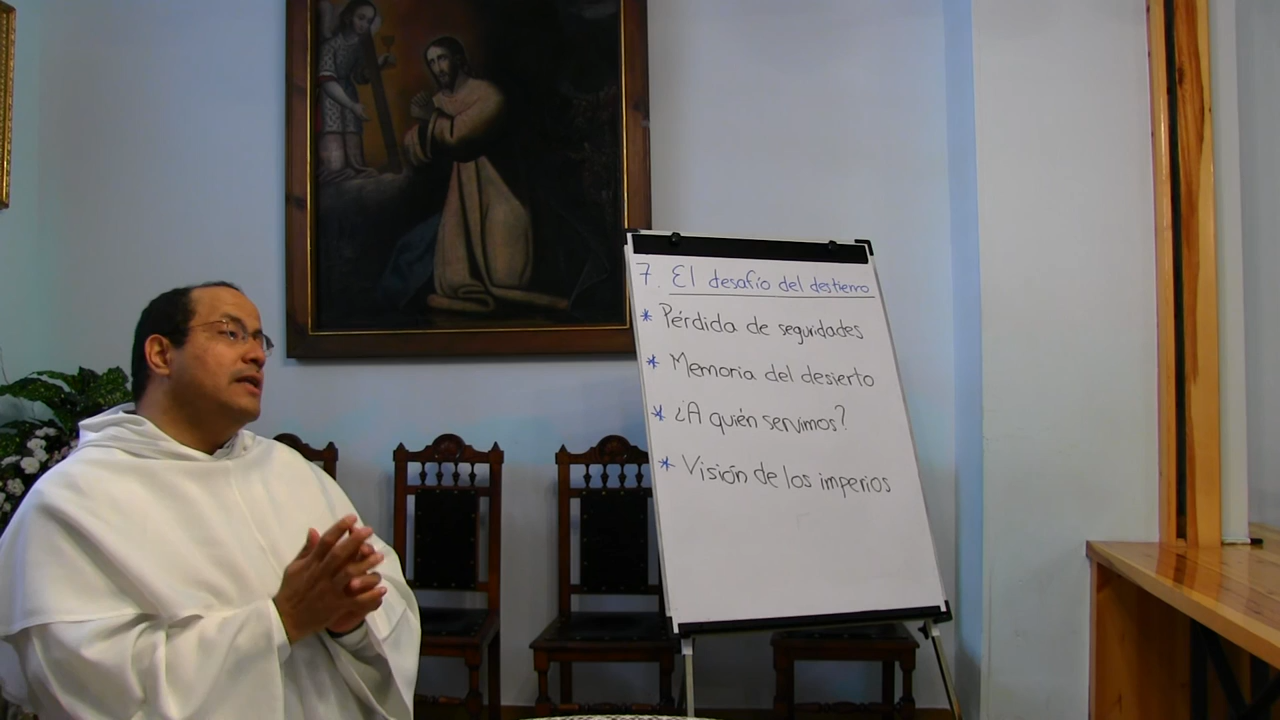 7. El desafío del destierro
* Pérdida de seguridades
* Memoria del desierto
* ¿A quién servimos?
* Visión de los imperios